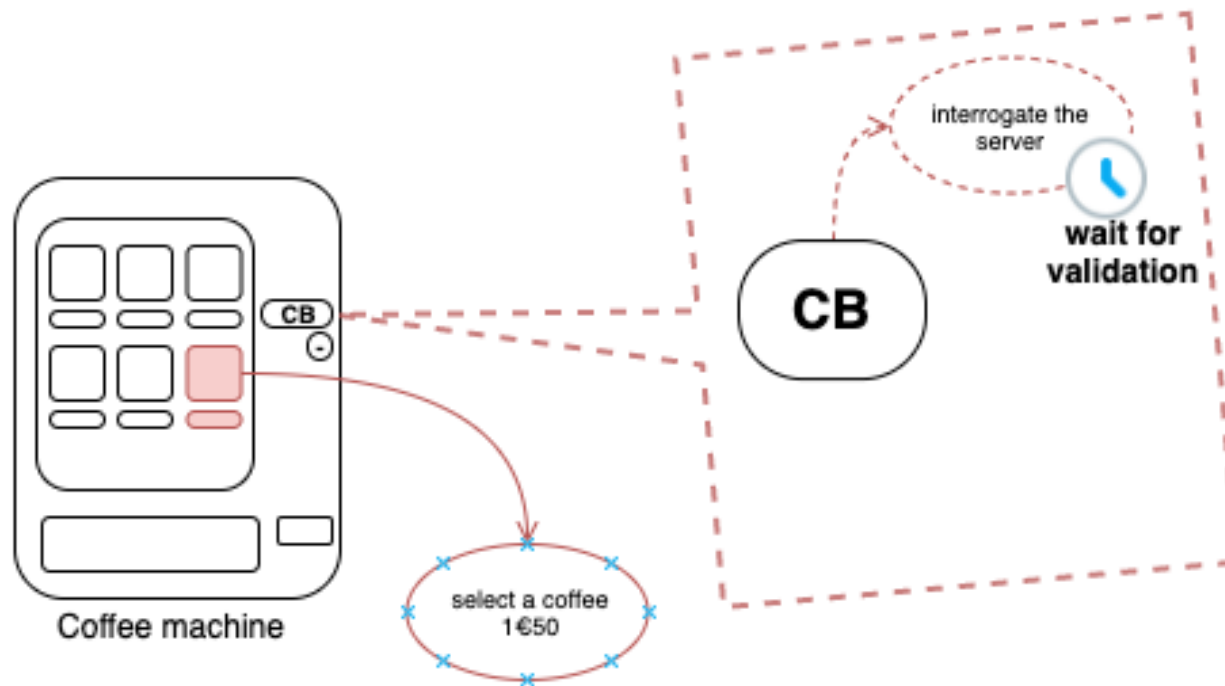 interrogate the
server
wait for
validation
CB
CB
-
select a coffee
1€50
Coffee machine